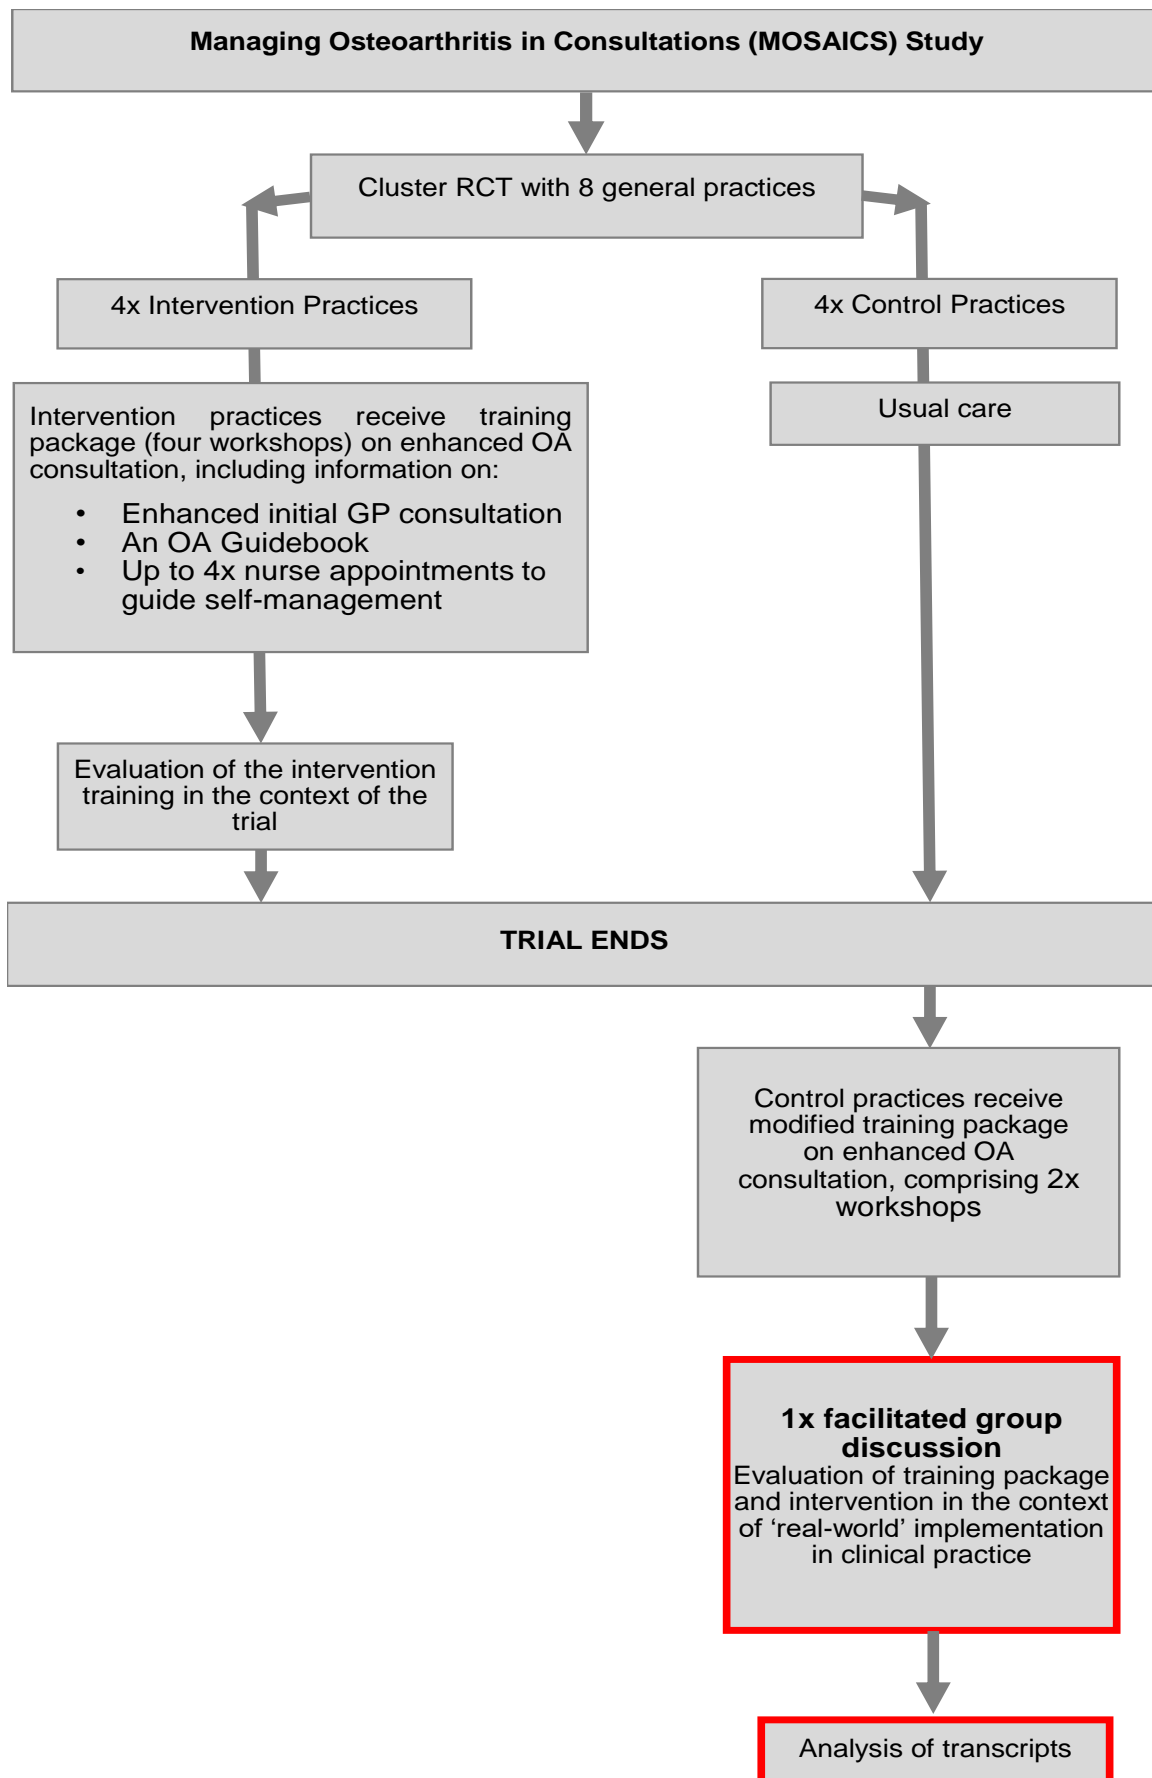 Managing Osteoarthritis in Consultations (MOSAICS) Study
Cluster RCT with 8 general practices
4x Intervention Practices
4x Control Practices
Intervention practices receive training
package (four workshops) on enhanced OA
consultation, including information on:
• Enhanced initial GP consultation
• An OA Guidebook
• Up to 4x nurse appointments to
guide self-management
Usual care
Evaluation of the intervention
training in the context of the
trial
TRIAL ENDS
Control practices receive
modified training package
on enhanced OA
consultation, comprising 2x
workshops
1x facilitated group
discussion
Evaluation of training package
and intervention in the context
of ‘real-world’ implementation
in clinical practice
Analysis of transcripts